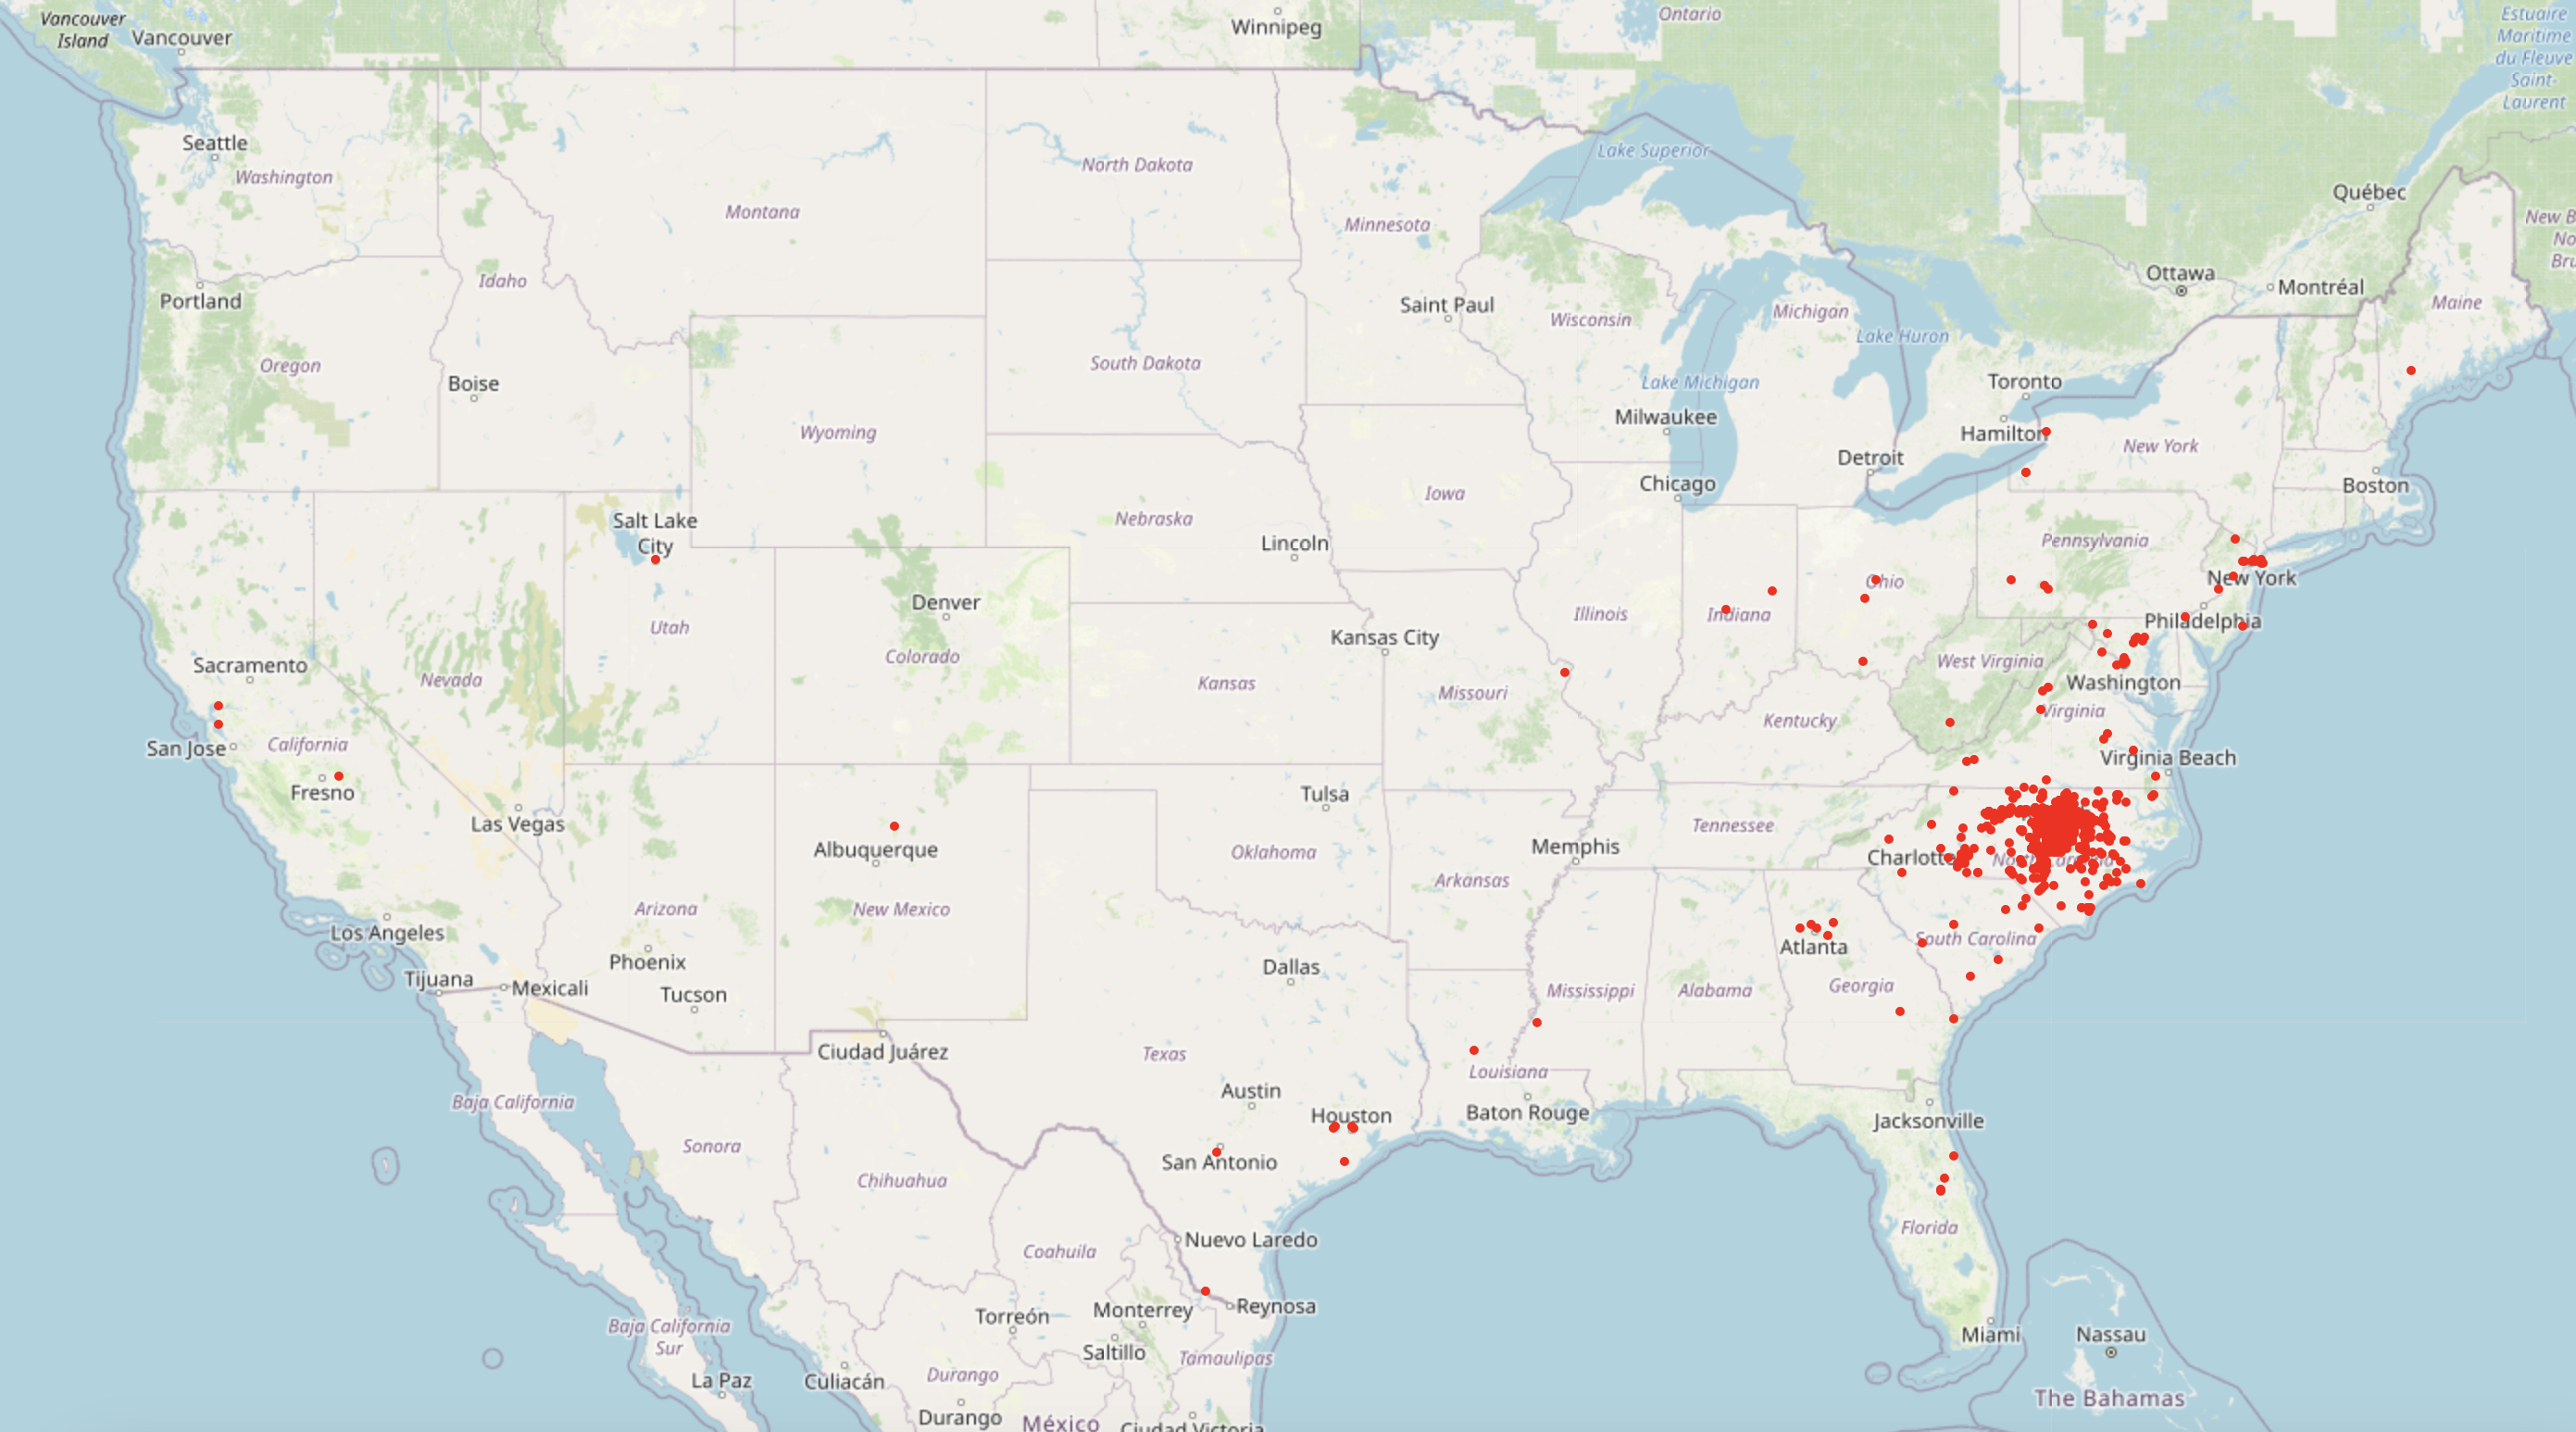 Vancouver
Island
Vancouver
Winnipeg
Ontario
Estuaire
Maritime
du Fleuve
Saint-
Laurent
Seattle
Washington
North Dakota
Lake Superior
Québec
Montana
Minnesota
New B
No
Bru
Idaho
Portland
Ottawa
Montréal
Maine
Saint Paul
Wisconsin
Michigan
Lake Huron
Oregon
Boise
South Dakota
Lake Michigan
Toronto
Wyoming
Milwaukee
Hamilton
New York
Detroit
Boston
Chicago
Iowa
Nebraska
Salt Lake
City
Lincoln
Pennsylvania
Ohio
New York
Denver
Illinois
Indiana
Philadelphia
Utah
Kansas City
Colorado
West Virginia
Sacramento
Nevada
Kansas
Missouri
Washington
Virginia
Kentucky
San Jose
California
Virginia Beach
Fresno
Tulsa
Las Vegas
Tennessee
Albuquerque
Oklahoma
Memphis
Charlotte
North Carolina
Arkansas
Arizona
New Mexico
Los Angeles
Atlanta
South Carolina
Phoenix
Dallas
Tijuana
Mexicali
Tucson
Mississippi
Alabama
Georgia
Ciudad Juárez
Texas
Louisiana
Austin
Baja California
Houston
Baton Rouge
Jacksonville
Sonora
San Antonio
Chihuahua
Florida
Nuevo Laredo
Coahuila
Reynosa
Monterrey
Torreón
Baja California
Sur
Miami
Nassau
Saltillo
Tamaulipas
Durango
La Paz
Culiacán
The Bahamas
Durango
México
Ciudad Victoria